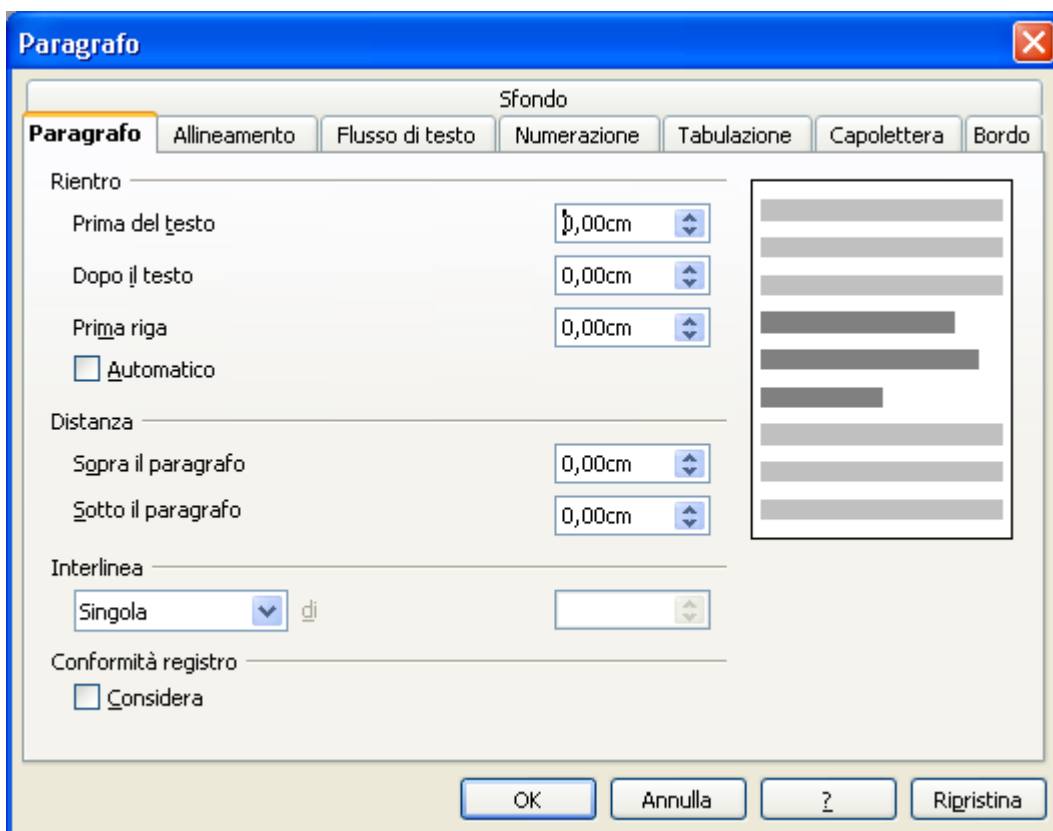 Paragrafo
Sfondo
Paragrafo Allineamento Flusso di testo Numerazione Tabulazione Capolettera Bordo
Rientro
Prima del testo 0,00cm
Dopo il testo 0,00cm
Prima riga 0,00cm
Automatico
Distanza
Sopra il paragrafo 0,00cm
Sotto il paragrafo 0,00cm
Interlinea
Singola di
Conformità registro
Considera
OK Annulla ? Ripristina